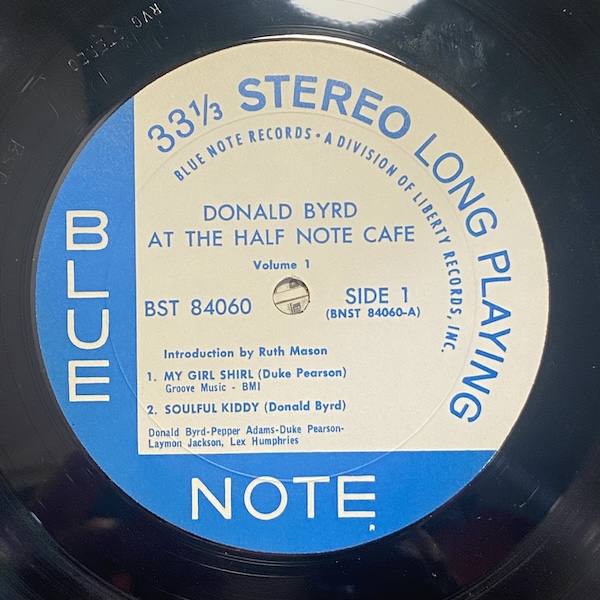 RVG STEREO
33⅓ STEREO LONG PLAYING
BLUE NOTE RECORDS • A DIVISION OF LIBERTY RECORDS, INC.
DONALD BYRD
AT THE HALF NOTE CAFE
Volume 1
BST 84060
SIDE 1
(BNST 84060-A)
Introduction by Ruth Mason
1. MY GIRL SHIRL (Duke Pearson)
Groove Music - BMI
2. SOULFUL KIDDY (Donald Byrd)
Donald Byrd-Pepper Adams-Duke Pearson-
Laymon Jackson, Lex Humphries
BLUE
NOTE
R